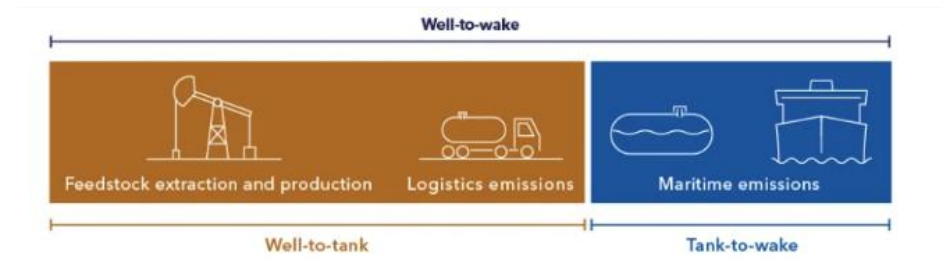 Well-to-wake
Feedstock extraction and production
Logistics emissions
Maritime emissions
Well-to-tank
Tank-to-wake